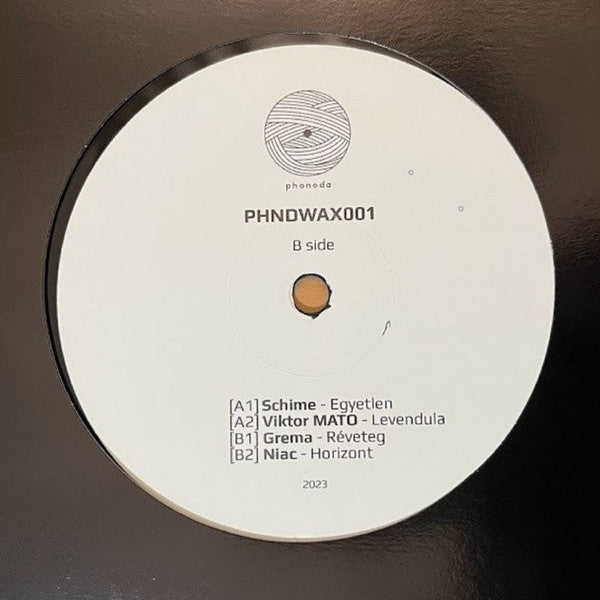 phonoda
PHNDWAX001
B side
[A1] Schime - Egyetlen
[A2] Viktor MATO - Levendula
[B1] Grema - Réveteg
[B2] Niac - Horizont
2023